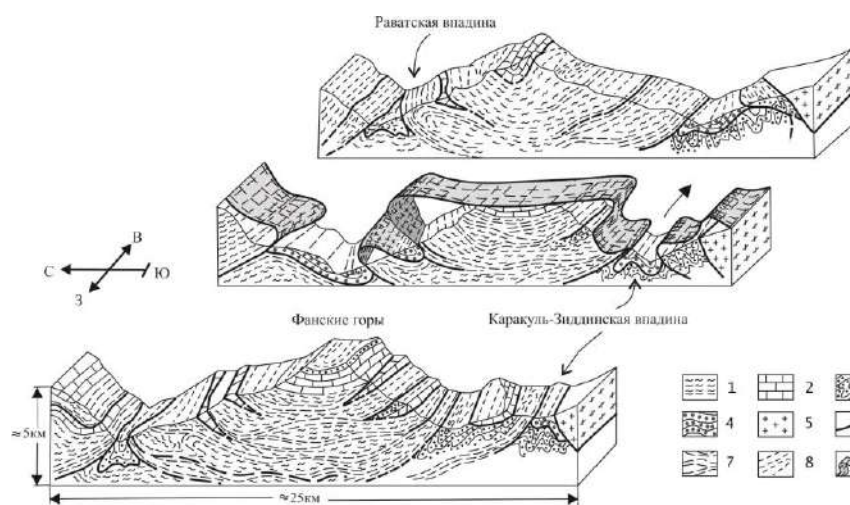 Раватская впадина
В
С
Ю
З
Фанские горы
Каракуль-Зиддинская впадина
≈5км
≈25км
1
2
4
5
7
8